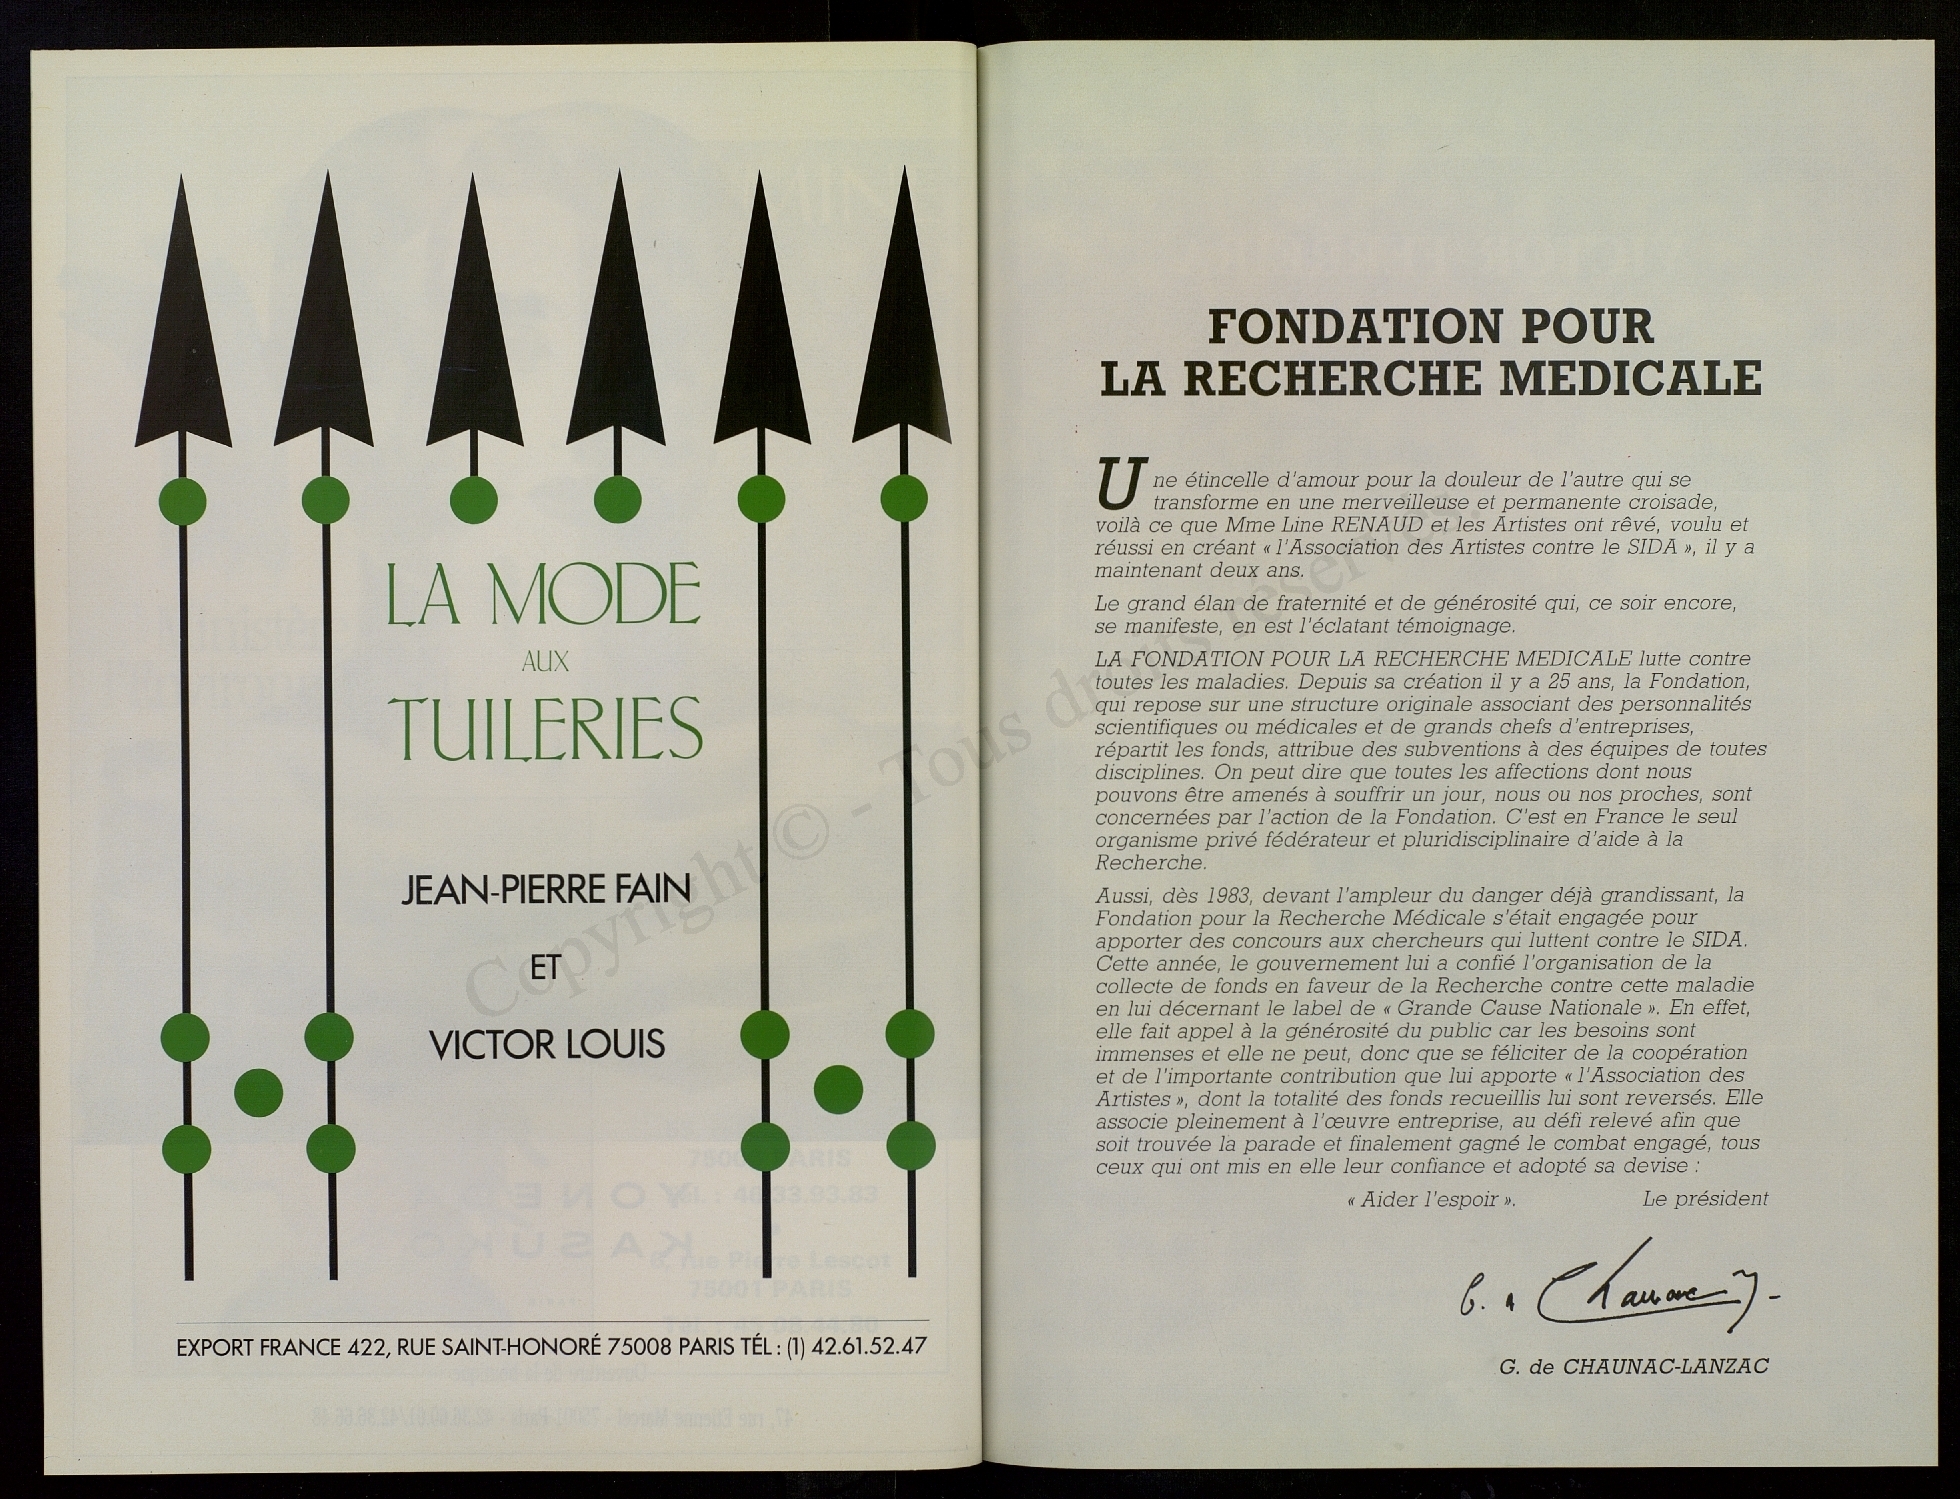 LA MODE
AUX
TUILERIES
JEAN-PIERRE FAIN
ET
VICTOR LOUIS
EXPORT FRANCE 422, RUE SAINT-HONORÉ 75008 PARIS TÉL : (1) 42.61.52.47
FONDATION POUR
LA RECHERCHE MEDICALE
Une étincelle d'amour pour la douleur de l'autre qui se
transforme en une merveilleuse et permanente croisade,
voilà ce que Mme Line RENAUD et les Artistes ont rêvé, voulu et
réussi en créant « l'Association des Artistes contre le SIDA », il y a
maintenant deux ans.
Le grand élan de fraternité et de générosité qui, ce soir encore,
se manifeste, en est l'éclatant témoignage.
LA FONDATION POUR LA RECHERCHE MEDICALE lutte contre
toutes les maladies. Depuis sa création il y a 25 ans, la Fondation,
qui repose sur une structure originale associant des personnalités
scientifiques ou médicales et de grands chefs d'entreprises,
répartit les fonds, attribue des subventions à des équipes de toutes
disciplines. On peut dire que toutes les affections dont nous
pouvons être amenés à souffrir un jour, nous ou nos proches, sont
concernées par l'action de la Fondation. C'est en France le seul
organisme privé fédérateur et pluridisciplinaire d'aide à la
Recherche.
Aussi, dès 1983, devant l'ampleur du danger déjà grandissant, la
Fondation pour la Recherche Médicale s'était engagée pour
apporter des concours aux chercheurs qui luttent contre le SIDA.
Cette année, le gouvernement lui a confié l'organisation de la
collecte de fonds en faveur de la Recherche contre cette maladie
en lui décernant le label de « Grande Cause Nationale ». En effet,
elle fait appel à la générosité du public car les besoins sont
immenses et elle ne peut, donc que se féliciter de la coopération
et de l'importante contribution que lui apporte « l'Association des
Artistes », dont la totalité des fonds recueillis lui sont reversés. Elle
associe pleinement à l'œuvre entreprise, au défi relevé afin que
soit trouvée la parade et finalement gagné le combat engagé, tous
ceux qui ont mis en elle leur confiance et adopté sa devise :
« Aider l'espoir ». Le président
G. de CHAUNAC-LANZAC
Copyright © - Tous droits réservés.